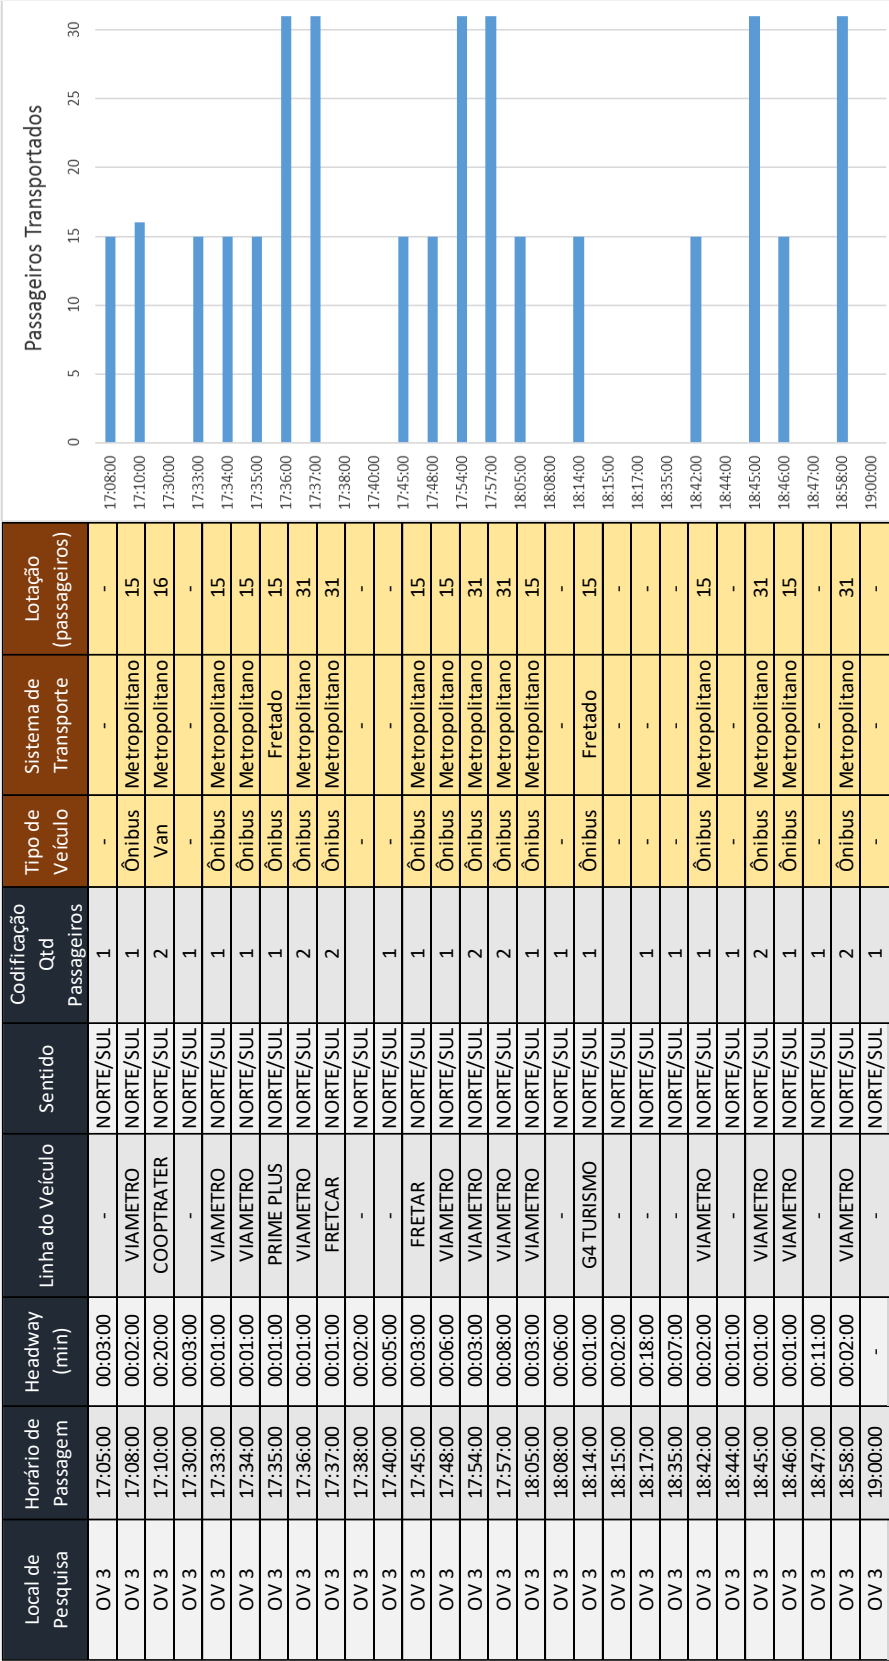 Local de Pesquisa Horário de Passagem Headway (min) Linha do Veículo Sentido Codificação Qtd Passageiros Tipo de Veículo Sistema de Transporte Lotação (passageiros)
OV 3 17:05:00 00:03:00 - NORTE/SUL 1 - - -
OV 3 17:08:00 00:02:00 VIAMETRO NORTE/SUL 1 Ônibus Metropolitano 15
OV 3 17:10:00 00:20:00 COOPTRATER NORTE/SUL 2 Van Metropolitano 16
OV 3 17:30:00 00:03:00 - NORTE/SUL 1 - - -
OV 3 17:33:00 00:01:00 VIAMETRO NORTE/SUL 1 Ônibus Metropolitano 15
OV 3 17:34:00 00:01:00 VIAMETRO NORTE/SUL 1 Ônibus Metropolitano 15
OV 3 17:35:00 00:01:00 PRIME PLUS NORTE/SUL 1 Ônibus Fretado 15
OV 3 17:36:00 00:01:00 VIAMETRO NORTE/SUL 2 Ônibus Metropolitano 31
OV 3 17:37:00 00:01:00 FRETCAR NORTE/SUL 2 Ônibus Metropolitano 31
OV 3 17:38:00 00:02:00 - NORTE/SUL - - -
OV 3 17:40:00 00:05:00 - NORTE/SUL 1 - - -
OV 3 17:45:00 00:03:00 FRETAR NORTE/SUL 1 Ônibus Metropolitano 15
OV 3 17:48:00 00:06:00 VIAMETRO NORTE/SUL 1 Ônibus Metropolitano 15
OV 3 17:54:00 00:03:00 VIAMETRO NORTE/SUL 2 Ônibus Metropolitano 31
OV 3 17:57:00 00:08:00 VIAMETRO NORTE/SUL 2 Ônibus Metropolitano 31
OV 3 18:05:00 00:03:00 VIAMETRO NORTE/SUL 1 Ônibus Metropolitano 15
OV 3 18:08:00 00:06:00 - NORTE/SUL 1 - - -
OV 3 18:14:00 00:01:00 G4 TURISMO NORTE/SUL 1 Ônibus Fretado 15
OV 3 18:15:00 00:02:00 - NORTE/SUL - - -
OV 3 18:17:00 00:18:00 - NORTE/SUL 1 - - -
OV 3 18:35:00 00:07:00 - NORTE/SUL 1 - - -
OV 3 18:42:00 00:02:00 VIAMETRO NORTE/SUL 1 Ônibus Metropolitano 15
OV 3 18:44:00 00:01:00 - NORTE/SUL 1 - - -
OV 3 18:45:00 00:01:00 VIAMETRO NORTE/SUL 2 Ônibus Metropolitano 31
OV 3 18:46:00 00:01:00 VIAMETRO NORTE/SUL 1 Ônibus Metropolitano 15
OV 3 18:47:00 00:11:00 - NORTE/SUL 1 - - -
OV 3 18:58:00 00:02:00 VIAMETRO NORTE/SUL 2 Ônibus Metropolitano 31
OV 3 19:00:00 - - NORTE/SUL 1 - - -
Passageiros Transportados
0 5 10 15 20 25 30
17:08:00
17:10:00
17:30:00
17:33:00
17:34:00
17:35:00
17:36:00
17:37:00
17:38:00
17:40:00
17:45:00
17:48:00
17:54:00
17:57:00
18:05:00
18:08:00
18:14:00
18:15:00
18:17:00
18:35:00
18:42:00
18:44:00
18:45:00
18:46:00
18:47:00
18:58:00
19:00:00